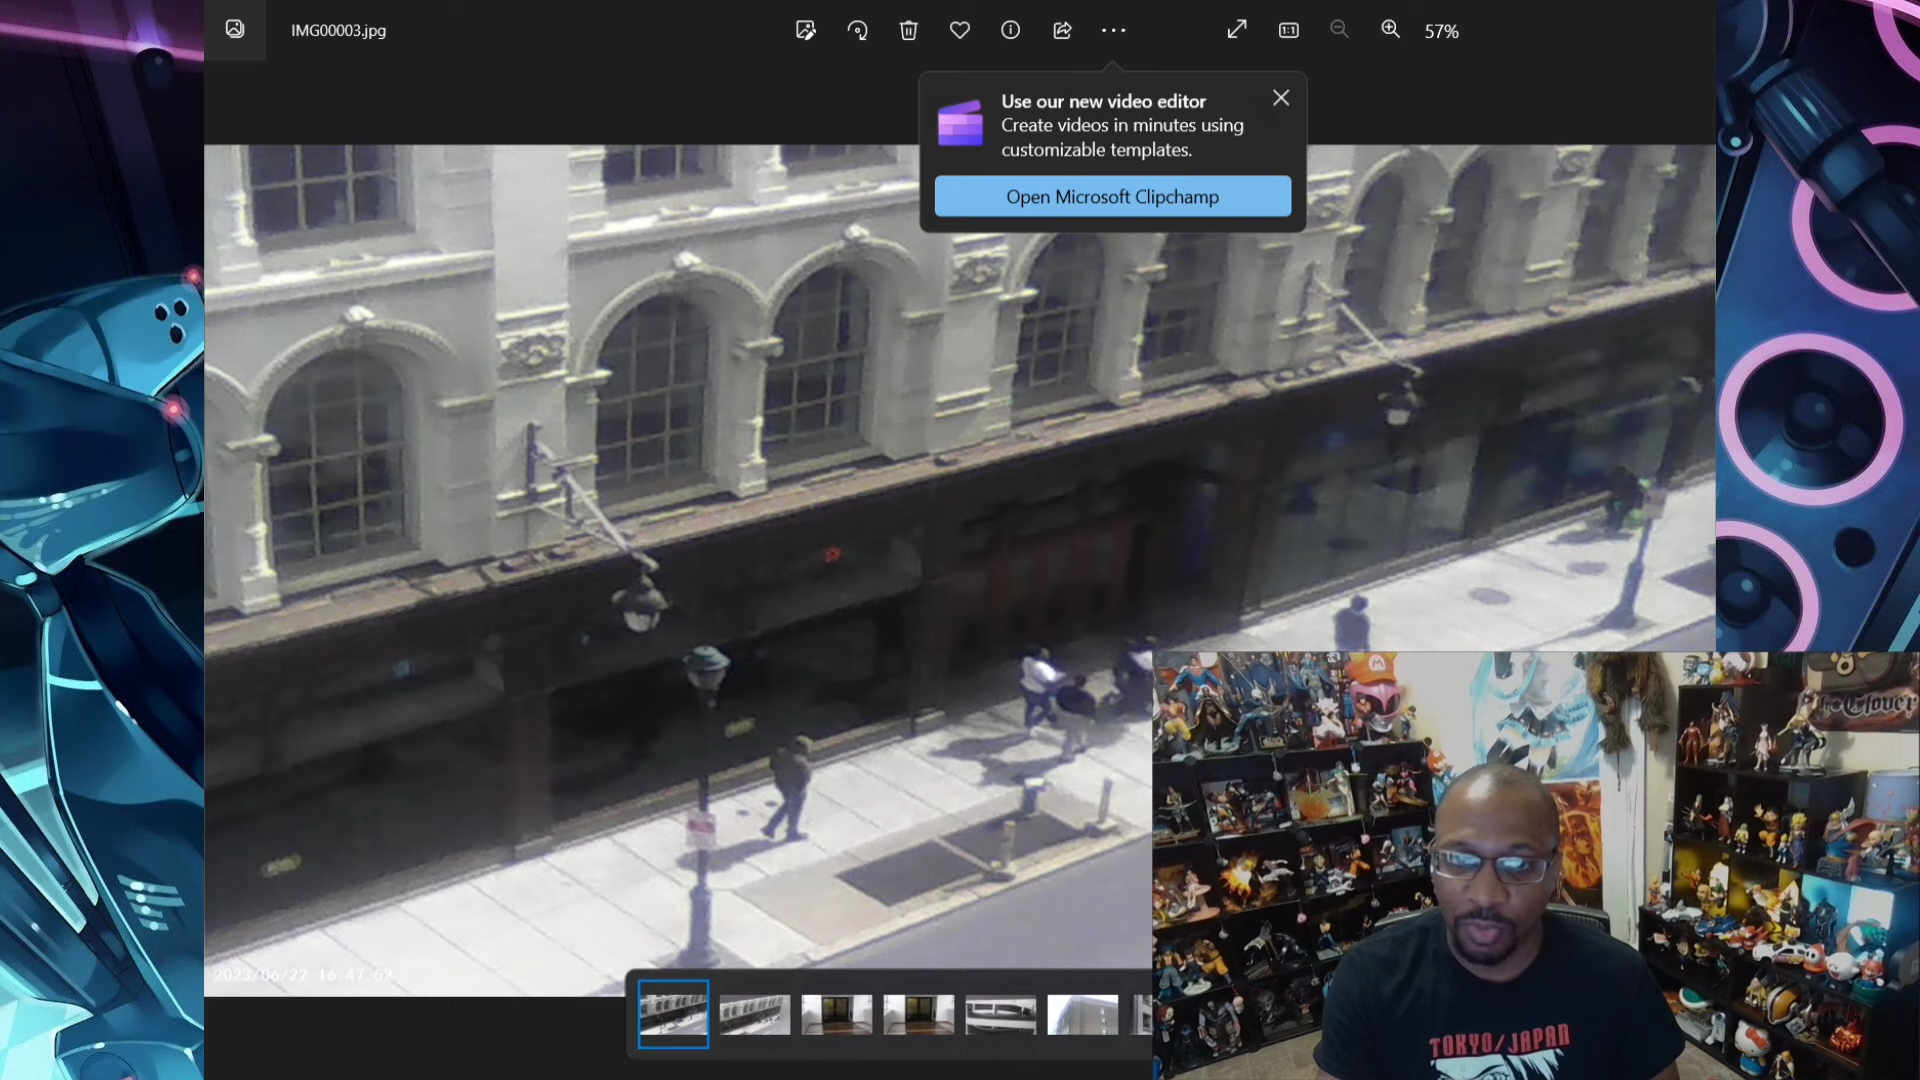 IMG00003.jpg
57%
Use our new video editor
Create videos in minutes using
customizable templates.
Open Microsoft Clipchamp
2023/06/22 16 47.52
Clover
TOKYO/JAPAN